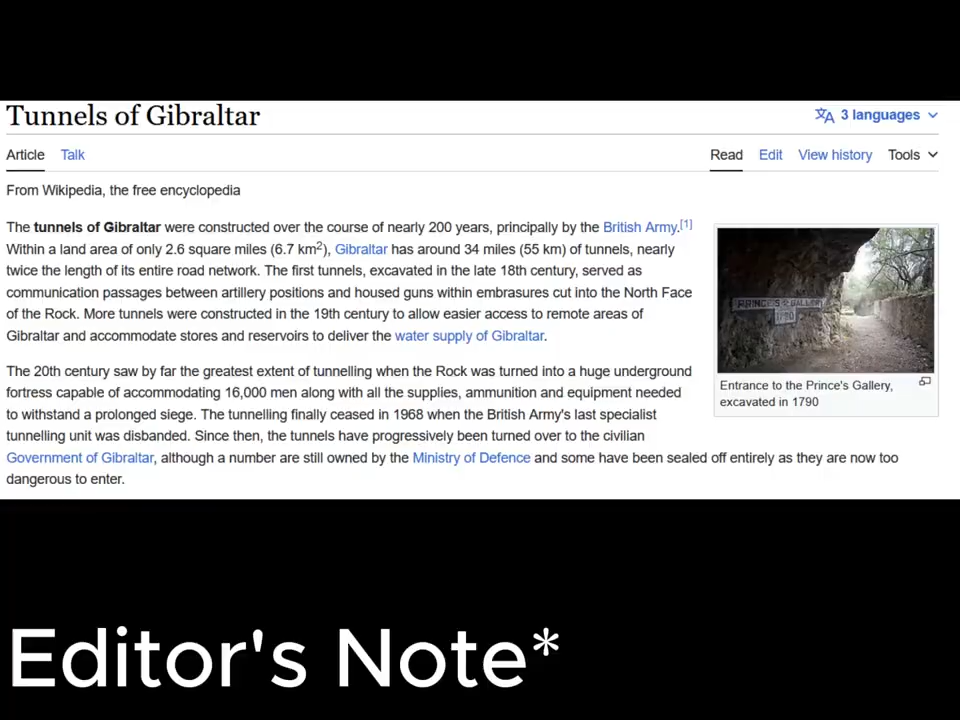 Tunnels of Gibraltar
3 languages
Article Talk Read Edit View history Tools
From Wikipedia, the free encyclopedia
The tunnels of Gibraltar were constructed over the course of nearly 200 years, principally by the British Army.[1]
Within a land area of only 2.6 square miles (6.7 km2), Gibraltar has around 34 miles (55 km) of tunnels, nearly
twice the length of its entire road network. The first tunnels, excavated in the late 18th century, served as
communication passages between artillery positions and housed guns within embrasures cut into the North Face
of the Rock. More tunnels were constructed in the 19th century to allow easier access to remote areas of
Gibraltar and accommodate stores and reservoirs to deliver the water supply of Gibraltar.
PRINCES GALLERY
1790
Entrance to the Prince's Gallery,
excavated in 1790
The 20th century saw by far the greatest extent of tunnelling when the Rock was turned into a huge underground
fortress capable of accommodating 16,000 men along with all the supplies, ammunition and equipment needed
to withstand a prolonged siege. The tunnelling finally ceased in 1968 when the British Army's last specialist
tunnelling unit was disbanded. Since then, the tunnels have progressively been turned over to the civilian
Government of Gibraltar, although a number are still owned by the Ministry of Defence and some have been sealed off entirely as they are now too
dangerous to enter.
Editor's Note*